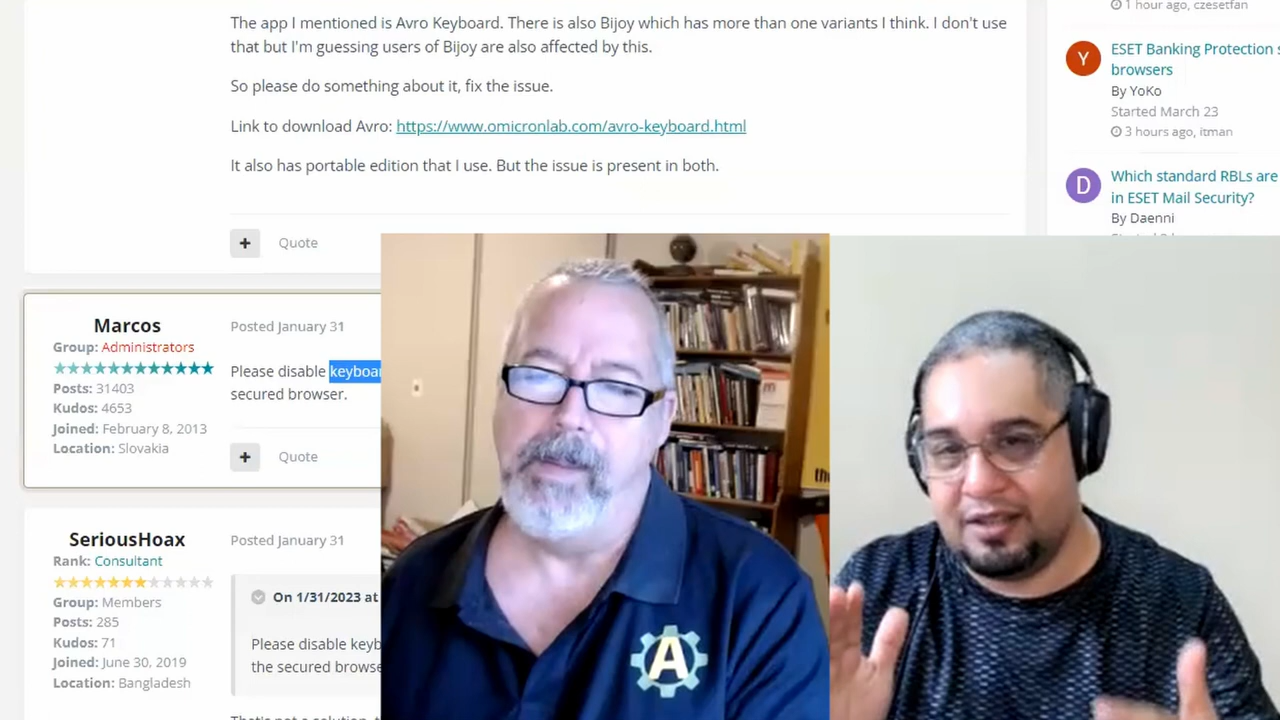 The app I mentioned is Avro Keyboard. There is also Bijoy which has more than one variants I think. I don't use
that but I'm guessing users of Bijoy are also affected by this.
So please do something about it, fix the issue.
Link to download Avro: https://www.omicronlab.com/avro-keyboard.html
It also has portable edition that I use. But the issue is present in both.
+ Quote
Marcos
Group: Administrators
Posts: 31403
Kudos: 4653
Joined: February 8, 2013
Location: Slovakia
Posted January 31
Please disable keyboar
secured browser.
+ Quote
SeriousHoax
Rank: Consultant
Group: Members
Posts: 285
Kudos: 71
Joined: June 30, 2019
Location: Bangladesh
Posted January 31
On 1/31/2023 at
Please disable keyb
the secured browse
That's not a solution, t
1 hour ago, czesetfan
Y
ESET Banking Protection s
browsers
By YoKo
Started March 23
3 hours ago, itman
D
Which standard RBLs are
in ESET Mail Security?
By Daenni
A